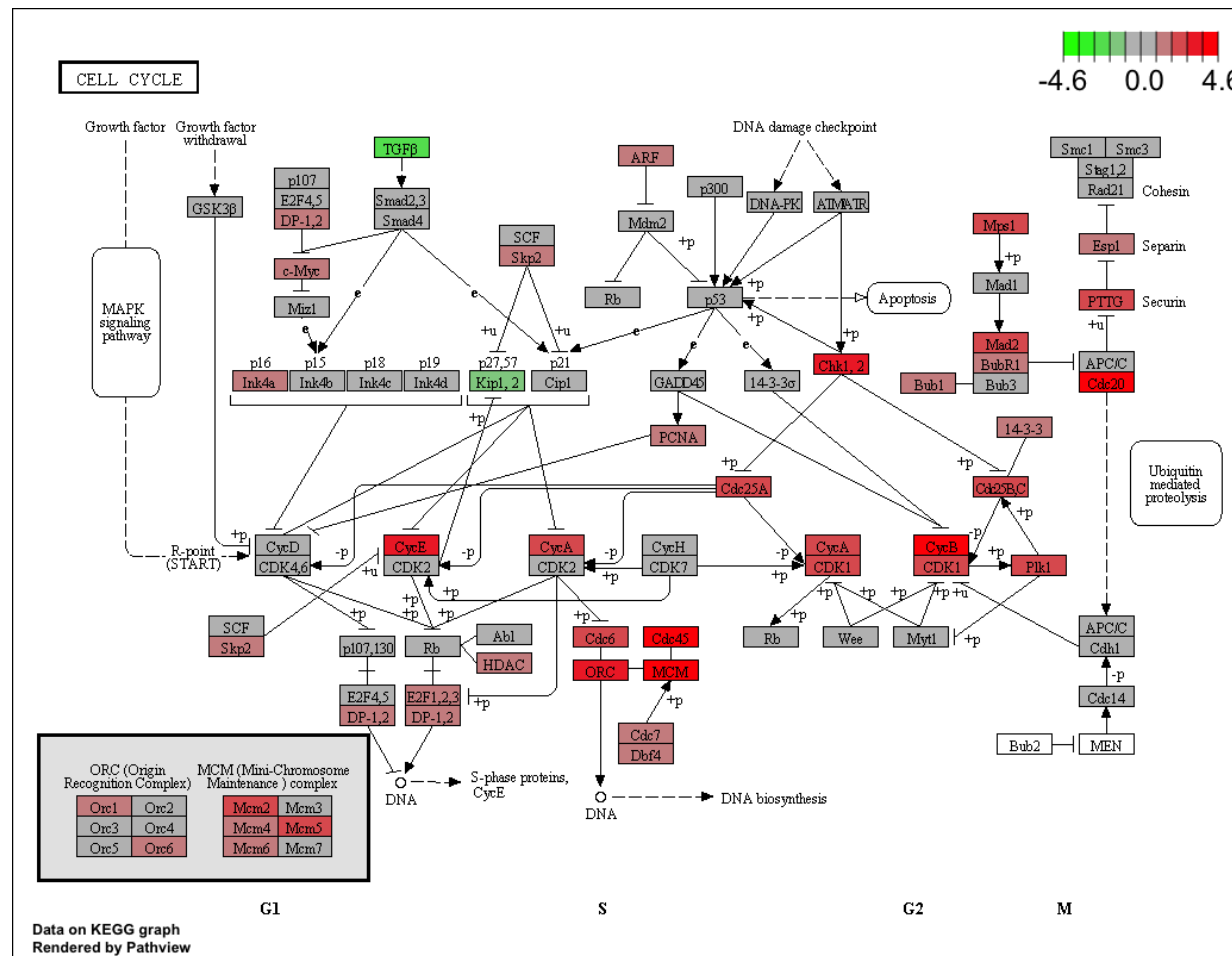 -4.6 0.0 4.6
CELL CYCLE
Growth factor
Growth factor
withdrawal
TGFβ
DNA damage checkpoint
ARF
Smc1 Smc3
Stag1,2
Rad21
Cohesin
p107
E2F4,5
DP-1,2
GSK3β
Smad2,3
Smad4
p300
DNA-PK
ATM/ATR
Mdm2
SCF
Skp2
+p
Mps1
+p
Esp1
Separin
c-Myc
Miz1
e
e
e
Rb
p53
+p
+p
Apoptosis
Mad1
PTTG
Securin
+u
MAPK
signaling
pathway
+u
+u
e
e
e
+p
Mad2
BubR1
Bub3
Bub1
APC/C
Cdc20
p16
Ink4a
p15
Ink4b
p18
Ink4c
p19
Ink4d
p27,57
Kip1, 2
p21
Cip1
GADD45
14-3-3σ
Chk1, 2
+p
PCNA
14-3-3
Ubiquitin
mediated
proteolysis
+p
Cdc25A
+p
Cdc25B,C
R-point
(START)
+p
CycD
CDK4,6
-p
CycE
CDK2
-p
CycA
CDK2
-p
+p
CycH
CDK7
-p
+p
CycA
CDK1
CycB
CDK1
-p
+p
+p
Plk1
+u
+p
+p
+p
+p
+p
+p
+p
+p
+u
+p
SCF
Skp2
p107,130
Rb
Abl
HDAC
Cdc6
Cdc45
ORC
MCM
Rb
Wee
Myt1
APC/C
Cdh1
-p
Cdc14
E2F4,5
DP-1,2
E2F1,2,3
DP-1,2
+p
+p
Cdc7
Dbf4
Bub2
MEN
DNA
S-phase proteins,
CycE
DNA
DNA biosynthesis
ORC (Origin
Recognition Complex)
MCM (Mini-Chromosome
Maintenance ) complex
Orc1 Orc2
Orc3 Orc4
Orc5 Orc6
Mcm2 Mcm3
Mcm4 Mcm5
Mcm6 Mcm7
G1 S G2 M
Data on KEGG graph
Rendered by Pathview